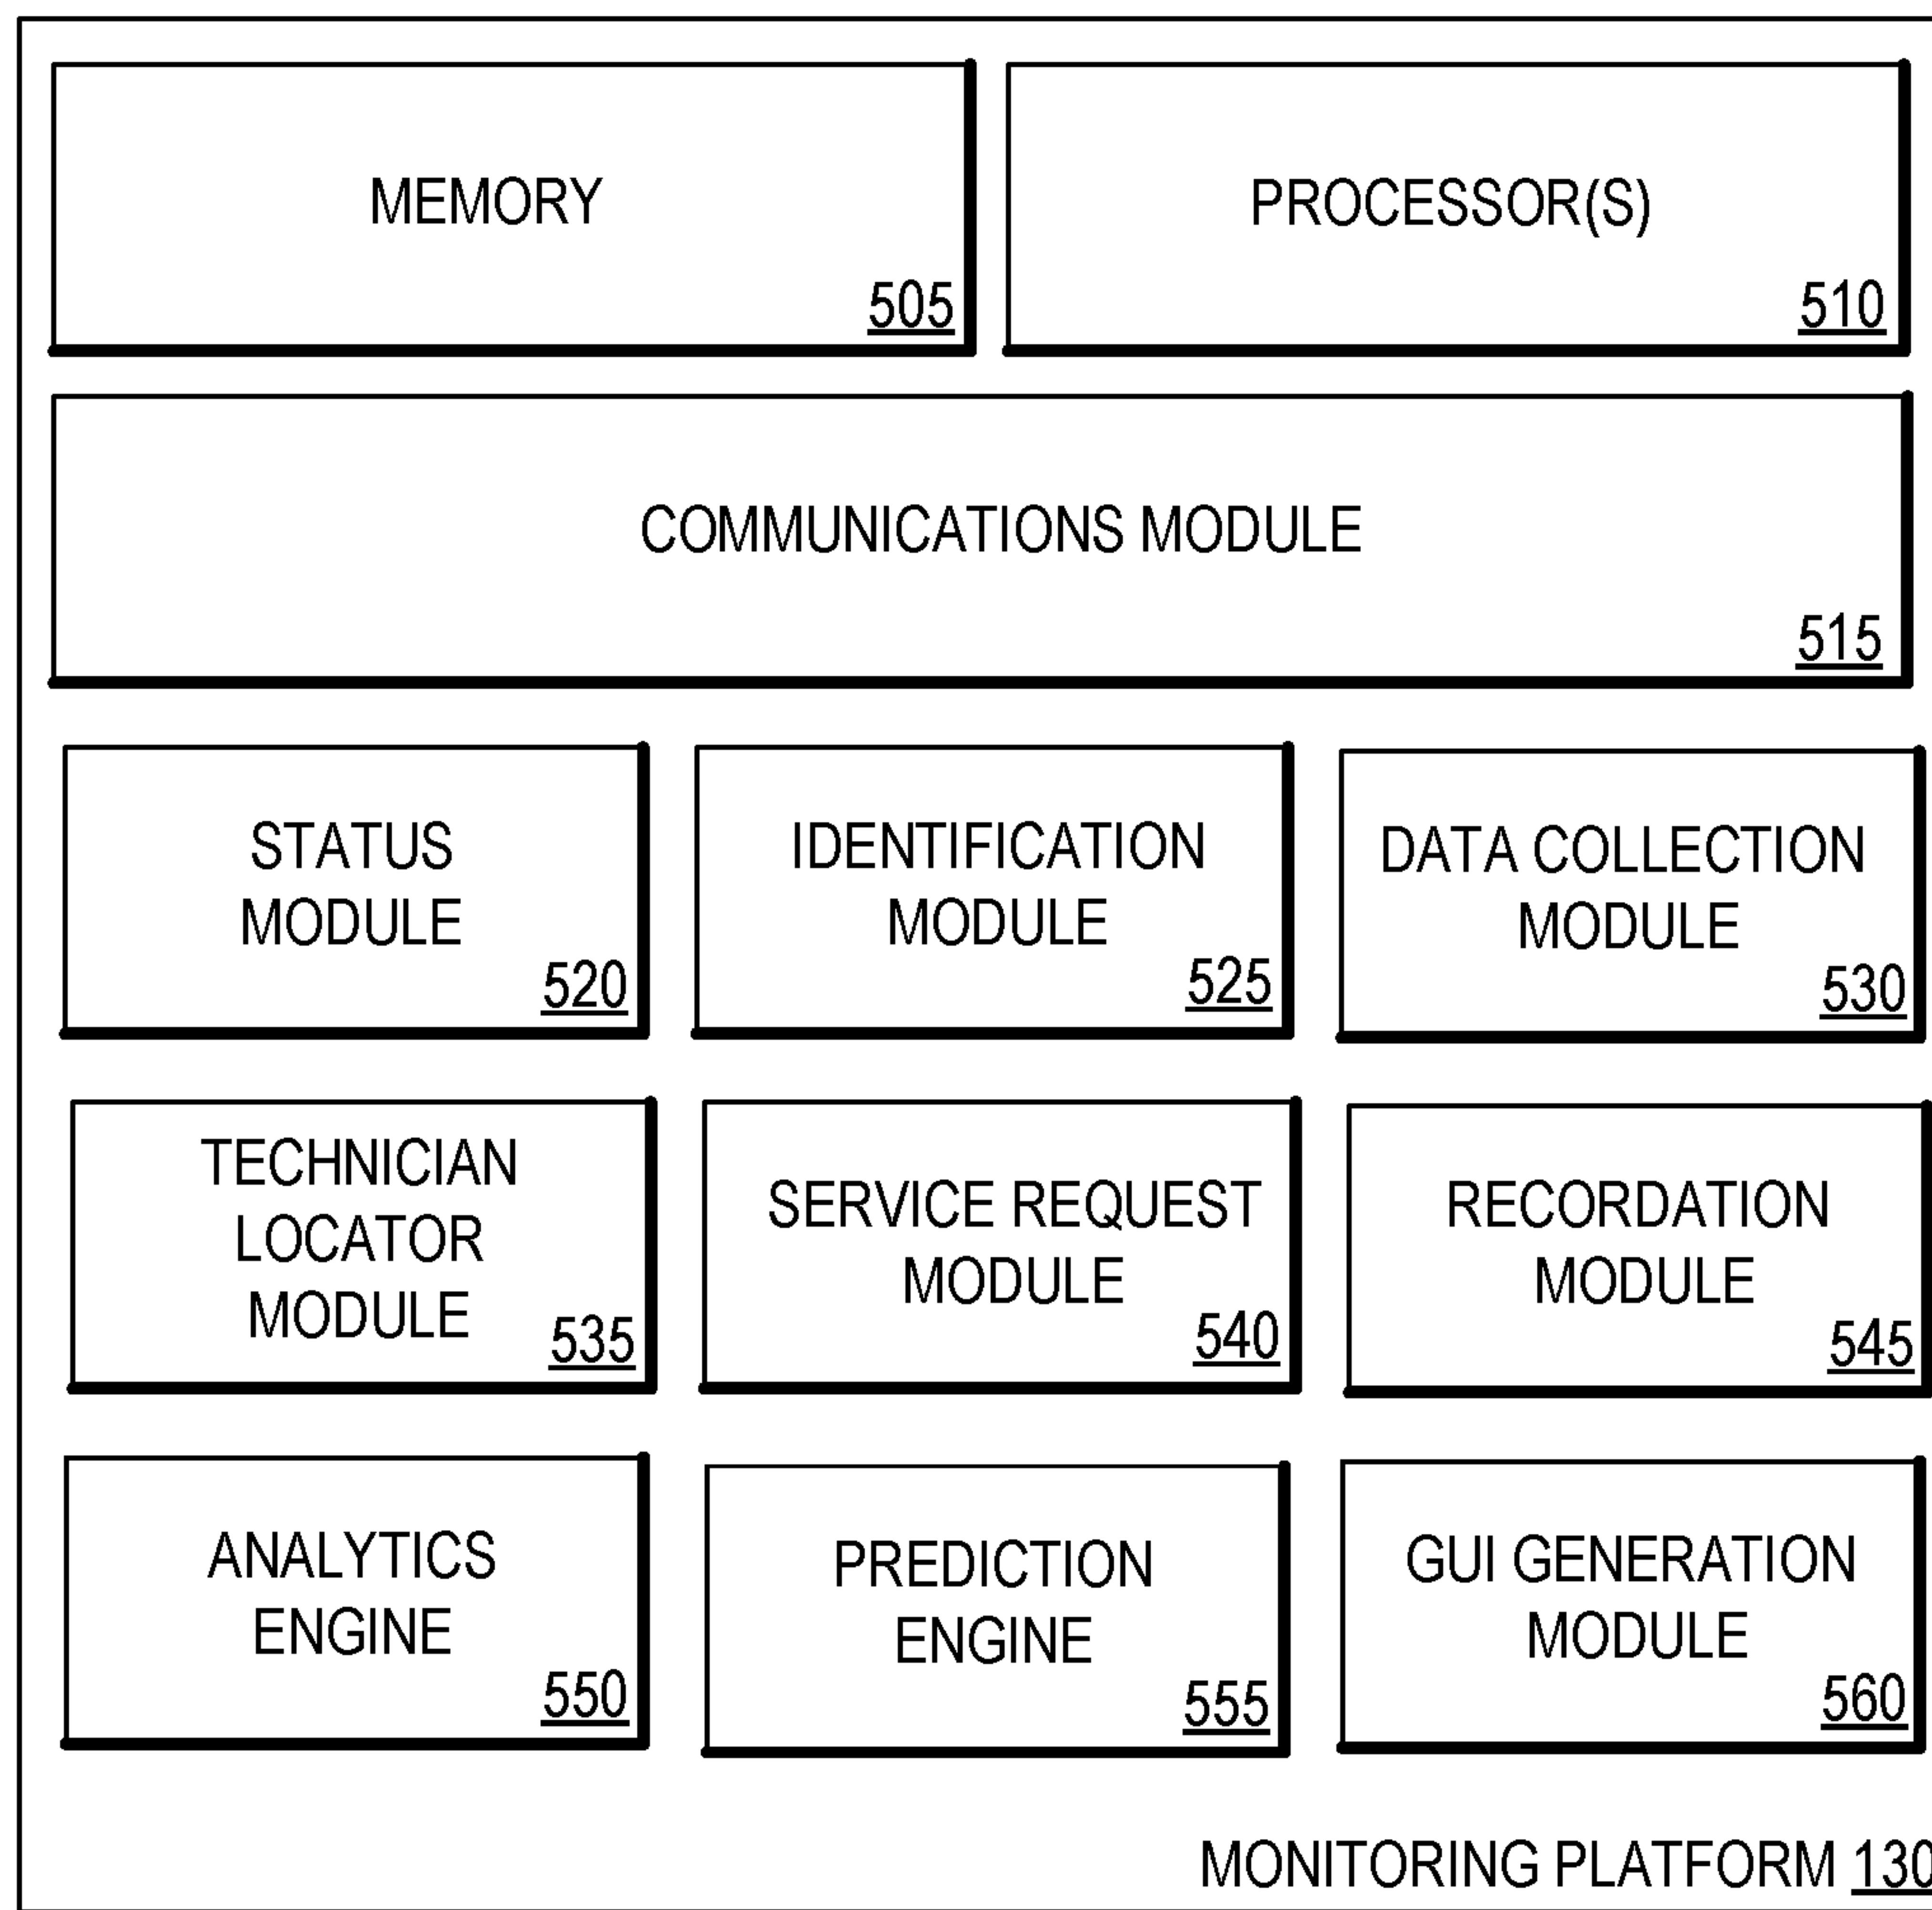 MEMORY
505
PROCESSOR(S)
510
COMMUNICATIONS MODULE
515
STATUS
MODULE
520
IDENTIFICATION
MODULE
525
DATA COLLECTION
MODULE
530
TECHNICIAN
LOCATOR
MODULE
535
SERVICE REQUEST
MODULE
540
RECORDATION
MODULE
545
ANALYTICS
ENGINE
550
PREDICTION
ENGINE
555
GUI GENERATION
MODULE
560
MONITORING PLATFORM 130